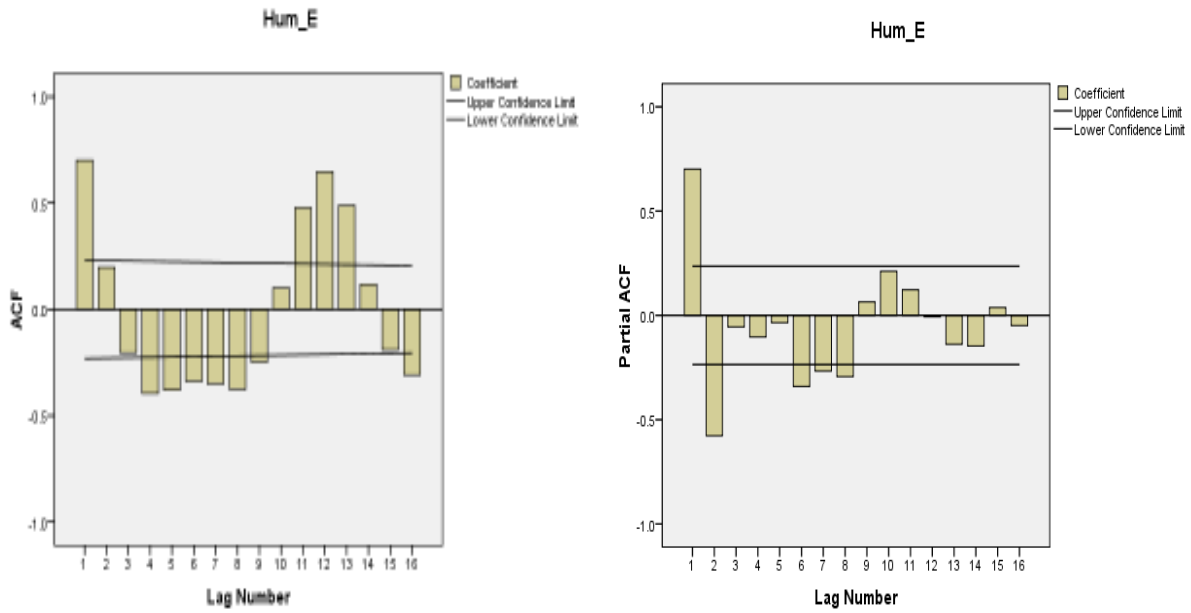 Hum_E
Coefficient
Upper Confidence Limit
Lower Confidence Limit
1.0
0.5
0.0
-0.5
-1.0
ACF
1 2 3 4 5 6 7 8 9 10 11 12 13 14 15 16
Lag Number
Hum_E
Coefficient
Upper Confidence Limit
Lower Confidence Limit
1.0
0.5
0.0
-0.5
-1.0
Partial ACF
1 2 3 4 5 6 7 8 9 10 11 12 13 14 15 16
Lag Number